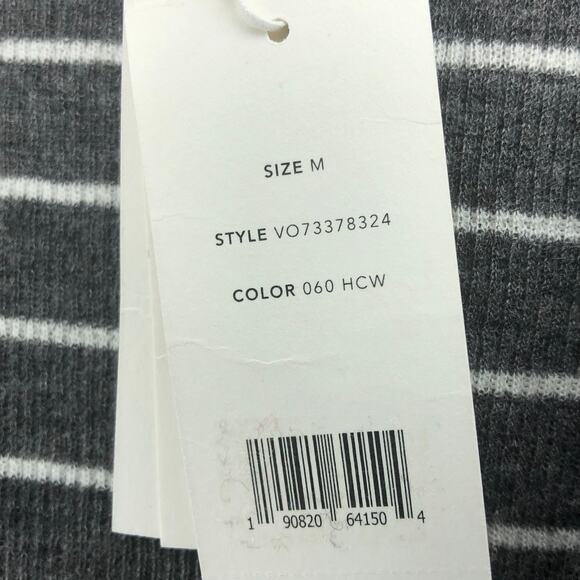 SIZE M
STYLE VO73378324
COLOR 060 HCW
1 90820 64150 4